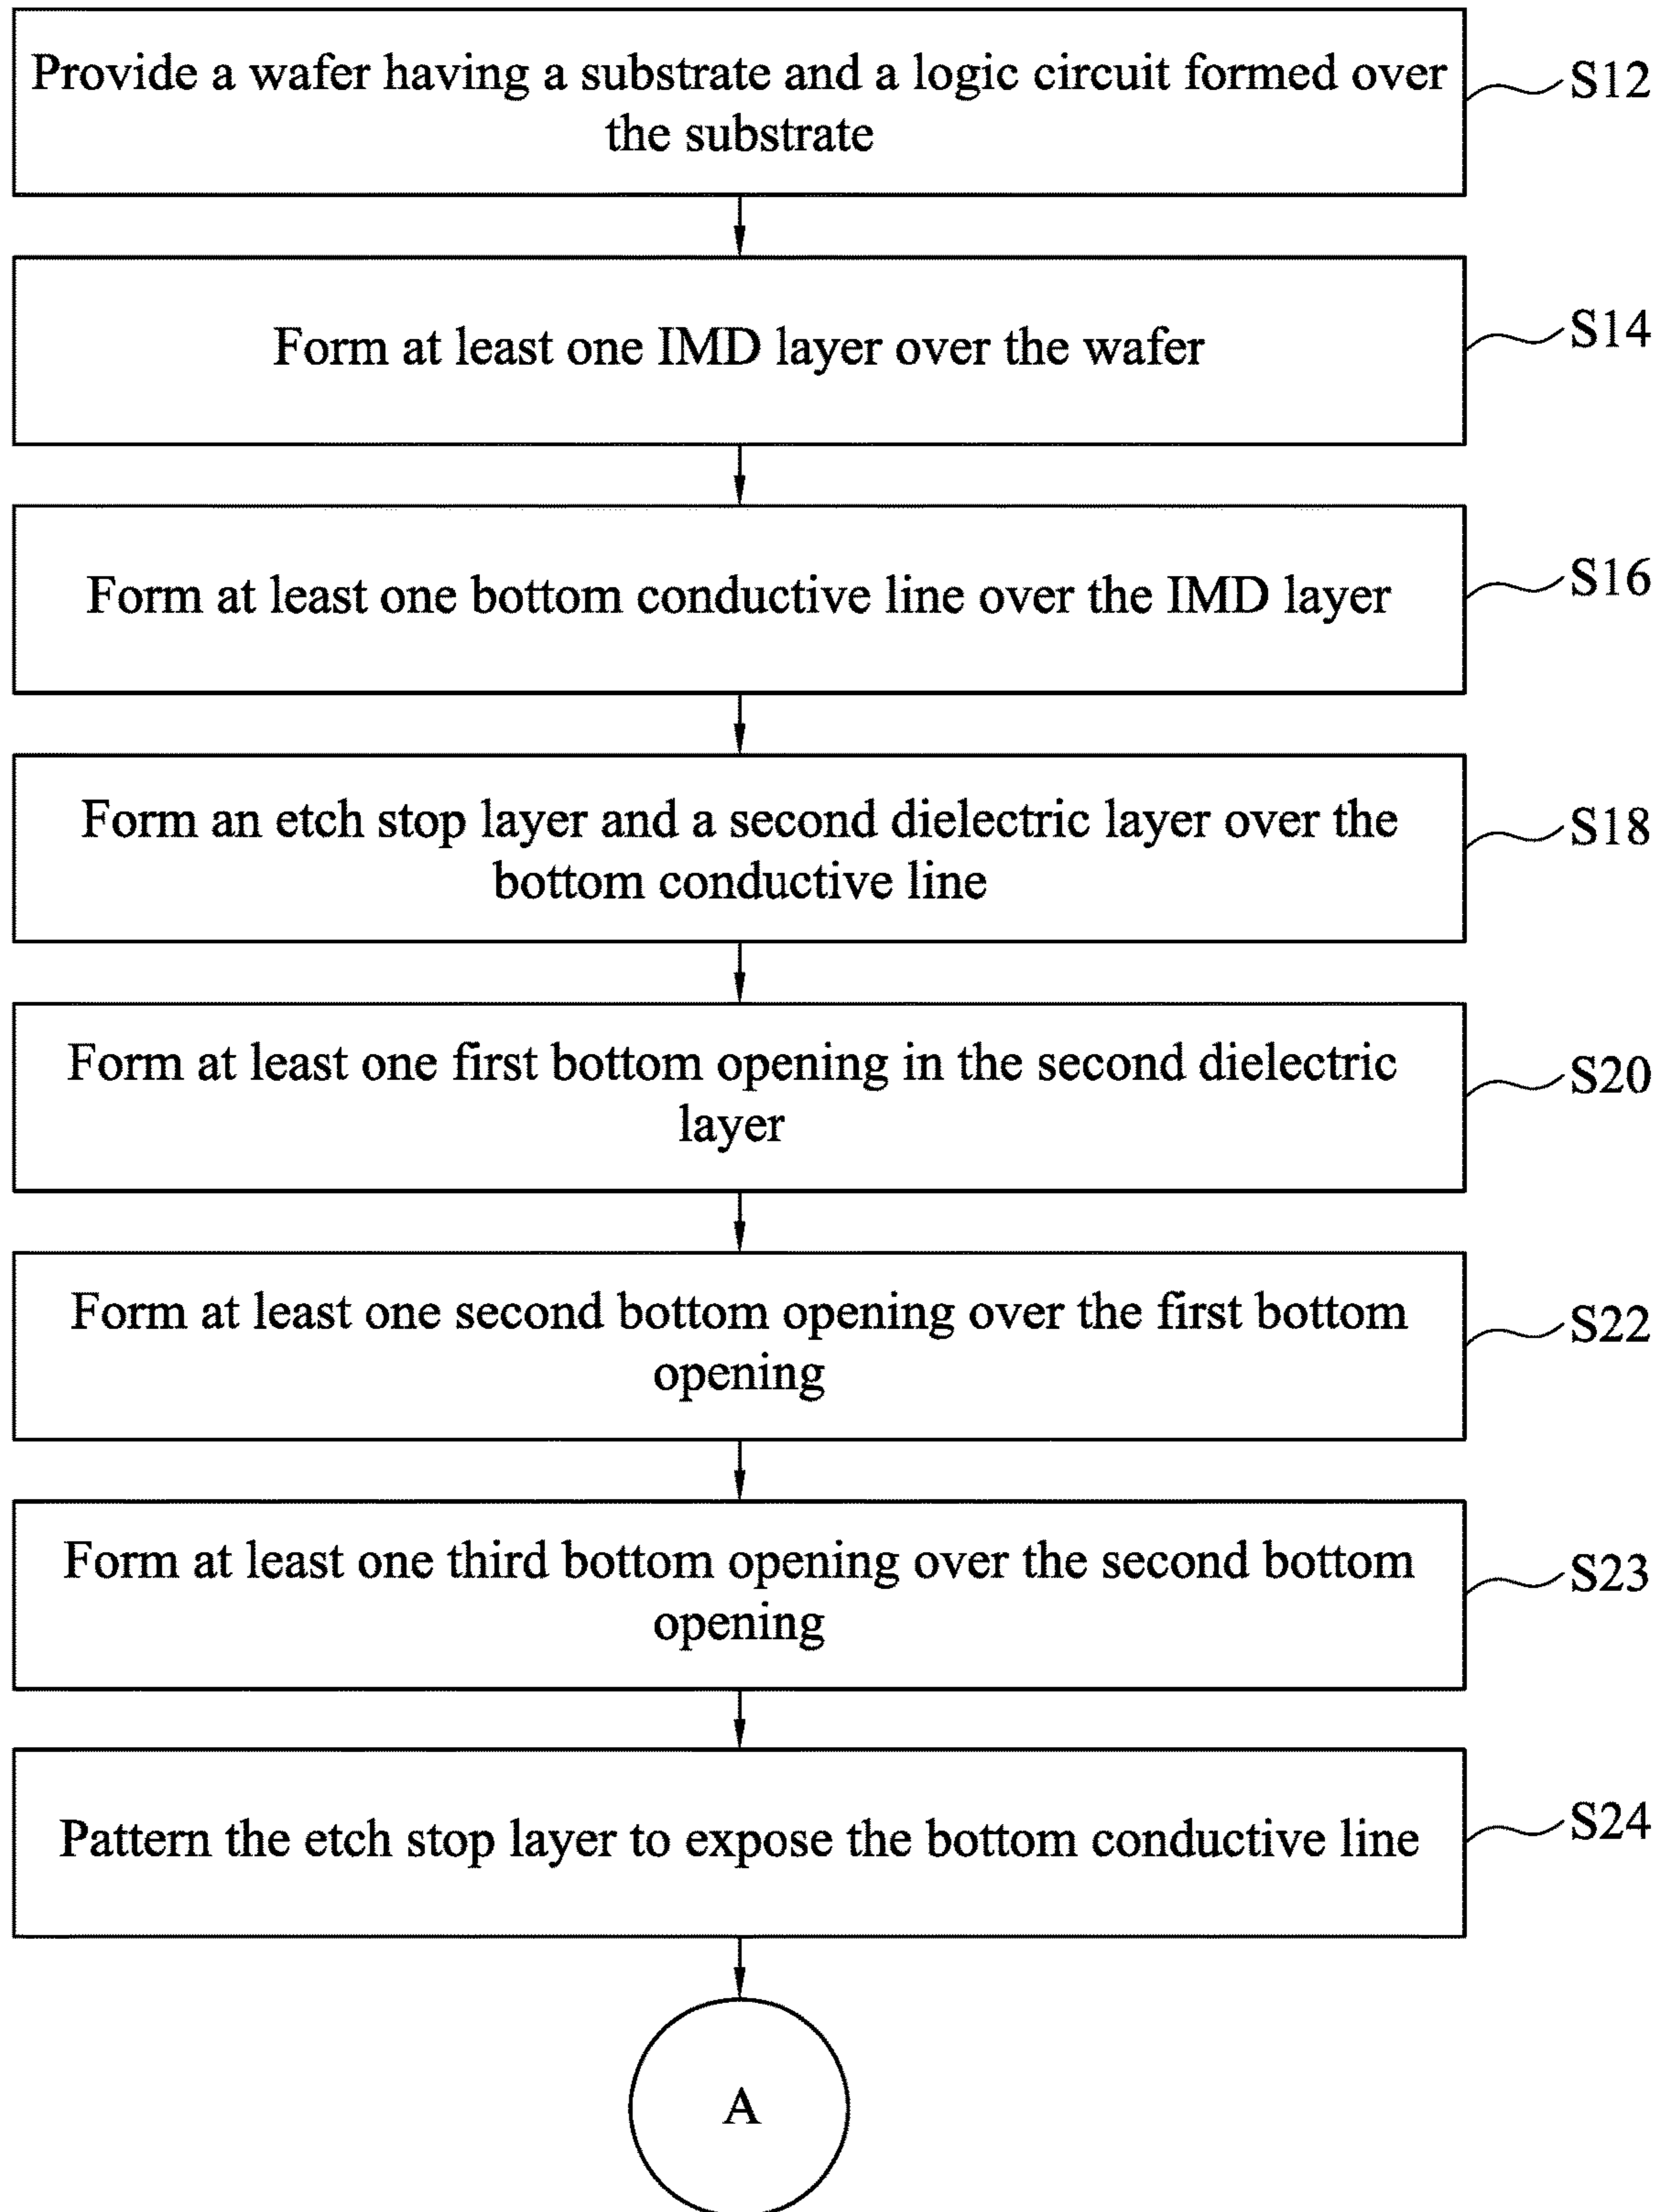 Provide a wafer having a substrate and a logic circuit formed over
the substrate
S12
Form at least one IMD layer over the wafer
S14
Form at least one bottom conductive line over the IMD layer
S16
Form an etch stop layer and a second dielectric layer over the
bottom conductive line
S18
Form at least one first bottom opening in the second dielectric
layer
S20
Form at least one second bottom opening over the first bottom
opening
S22
Form at least one third bottom opening over the second bottom
opening
S23
Pattern the etch stop layer to expose the bottom conductive line
S24
A